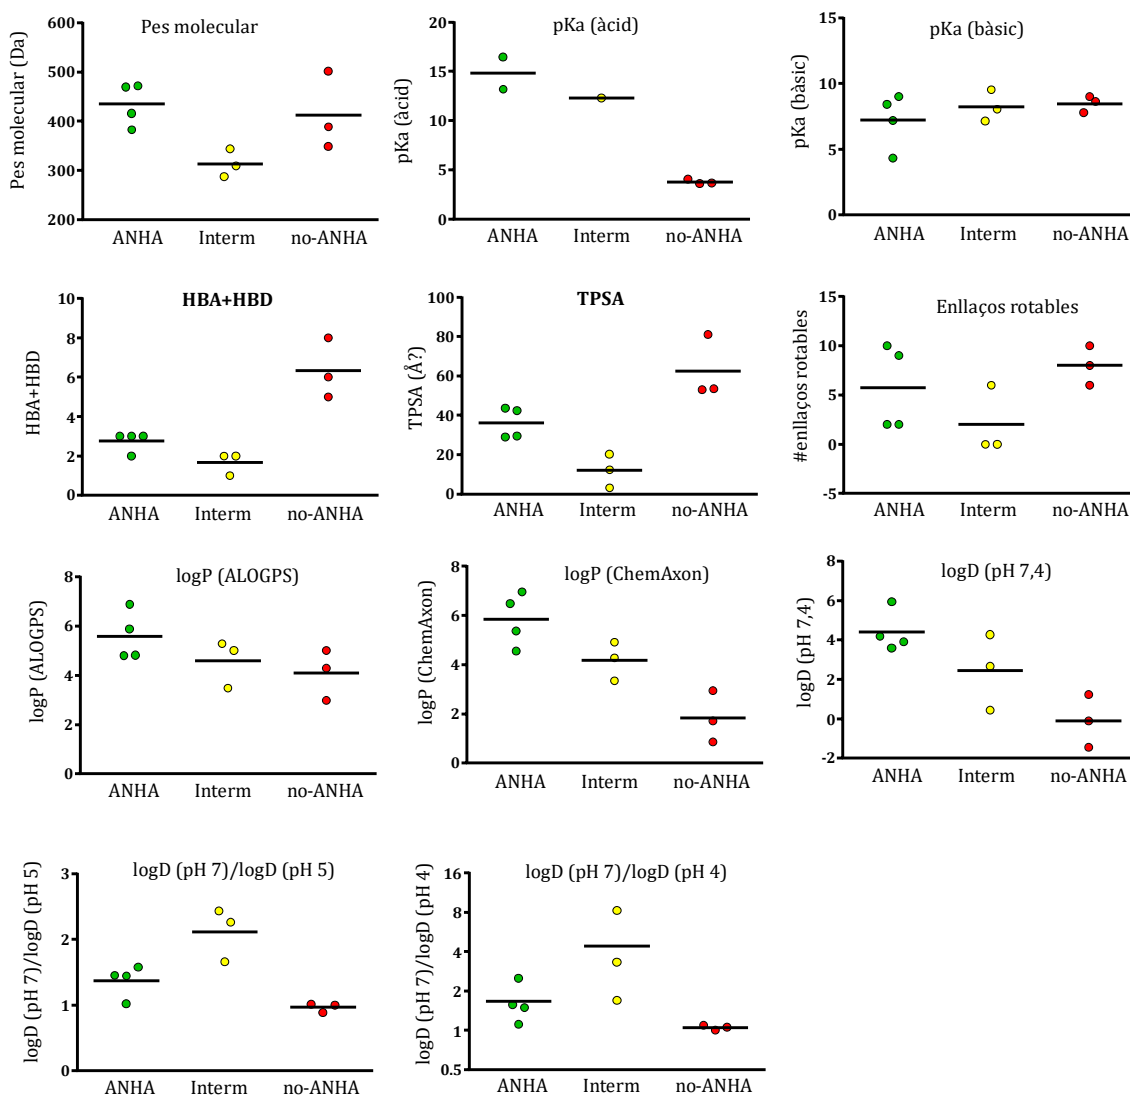 Pes molecular
Pes molecular (Da)
600
500
400
300
200
ANHA Interm no-ANHA
pKa (àcid)
pKa (àcid)
20
15
10
5
0
ANHA Interm no-ANHA
pKa (bàsic)
pKa (bàsic)
15
10
5
0
ANHA Interm no-ANHA
HBA+HBD
HBA+HBD
10
8
6
4
2
0
ANHA Interm no-ANHA
TPSA
TPSA (Å?)
100
80
60
40
20
0
ANHA Interm no-ANHA
Enllaços rotables
#enllaços rotables
15
10
5
0
-5
ANHA Interm no-ANHA
logP (ALOGPS)
logP (ALOGPS)
8
6
4
2
0
ANHA Interm no-ANHA
logP (ChemAxon)
logP (ChemAxon)
8
6
4
2
0
ANHA Interm no-ANHA
logD (pH 7,4)
logD (pH 7,4)
8
6
4
2
0
-2
ANHA Interm no-ANHA
logD (pH 7)/logD (pH 5)
logD (pH 7)/logD (pH 5)
3
2
1
0
ANHA Interm no-ANHA
logD (pH 7)/logD (pH 4)
logD (pH 7)/logD (pH 4)
16
8
4
2
1
0.5
ANHA Interm no-ANHA